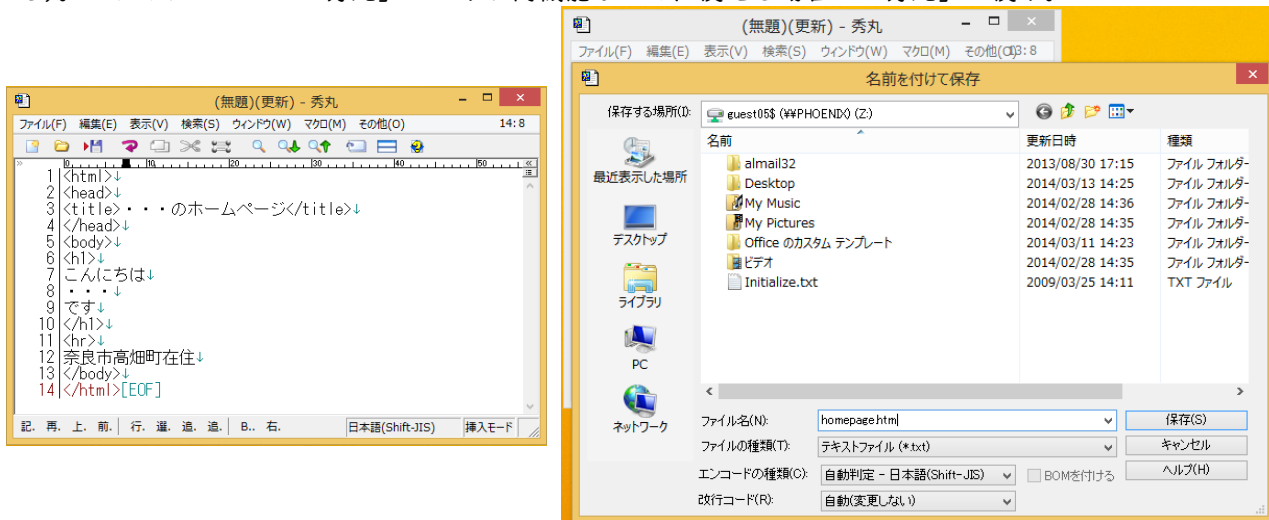 (無題)(更新) - 秀丸
ファイル(F) 編集(E) 表示(V) 検索(S) ウィンドウ(W) マクロ(M) その他(O) 14:8
0 10 20 30 40 50
1 <html>↓
2 <head>↓
3 <title>・・・のホームページ</title>↓
4 </head>↓
5 <body>↓
6 <h1>↓
7 こんにちは↓
8 ・・・↓
9 です↓
10 </h1>↓
11 <hr>↓
12 奈良市高畑町在住↓
13 </body>↓
14 </html>[EOF]
記. 再. 上. 前. 行. 選. 追. 追. B.. 右. 日本語(Shift-JIS) 挿入モード
(無題)(更新) - 秀丸
ファイル(F) 編集(E) 表示(V) 検索(S) ウィンドウ(W) マクロ(M) その他(O) 13:8
名前を付けて保存
保存する場所(I): guest05$ (¥¥PHOENIX) (Z:)
最近表示した場所
デスクトップ
ライブラリ
PC
ネットワーク
名前 更新日時 種類
almail32 2013/08/30 17:15 ファイル フォルダー
Desktop 2014/03/13 14:25 ファイル フォルダー
My Music 2014/02/28 14:36 ファイル フォルダー
My Pictures 2014/02/28 14:35 ファイル フォルダー
Office のカスタム テンプレート 2014/03/11 14:23 ファイル フォルダー
ビデオ 2014/02/28 14:35 ファイル フォルダー
Initialize.txt 2009/03/25 14:11 TXT ファイル
ファイル名(N): homepage.htm 保存(S)
ファイルの種類(T): テキストファイル (*.txt) キャンセル
エンコードの種類(C): 自動判定 - 日本語(Shift-JIS) BOMを付ける ヘルプ(H)
改行コード(R): 自動(変更しない)